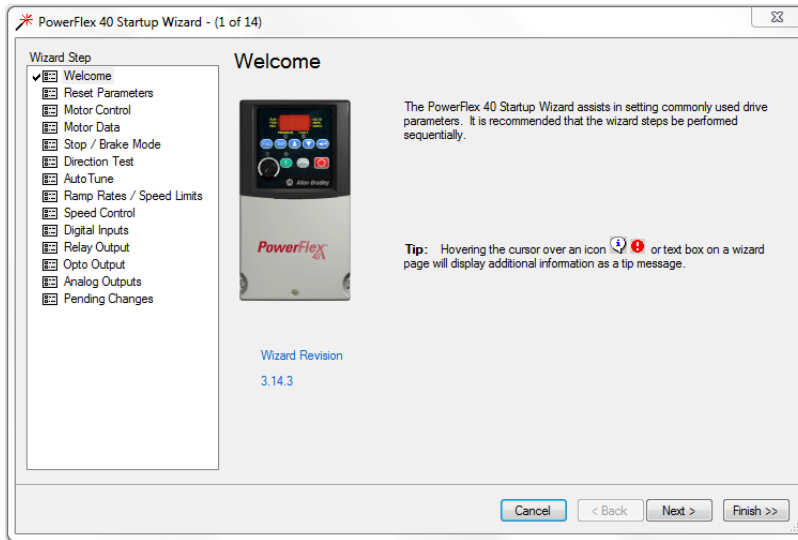 PowerFlex 40 Startup Wizard - (1 of 14)
Wizard Step
Welcome
Reset Parameters
Motor Control
Motor Data
Stop / Brake Mode
Direction Test
AutoTune
Ramp Rates / Speed Limits
Speed Control
Digital Inputs
Relay Output
Opto Output
Analog Outputs
Pending Changes
Welcome
Allen-Bradley
PowerFlex
40
The PowerFlex 40 Startup Wizard assists in setting commonly used drive
parameters. It is recommended that the wizard steps be performed
sequentially.
Tip: Hovering the cursor over an icon or text box on a wizard
page will display additional information as a tip message.
Wizard Revision
3.14.3
Cancel
< Back
Next >
Finish >>